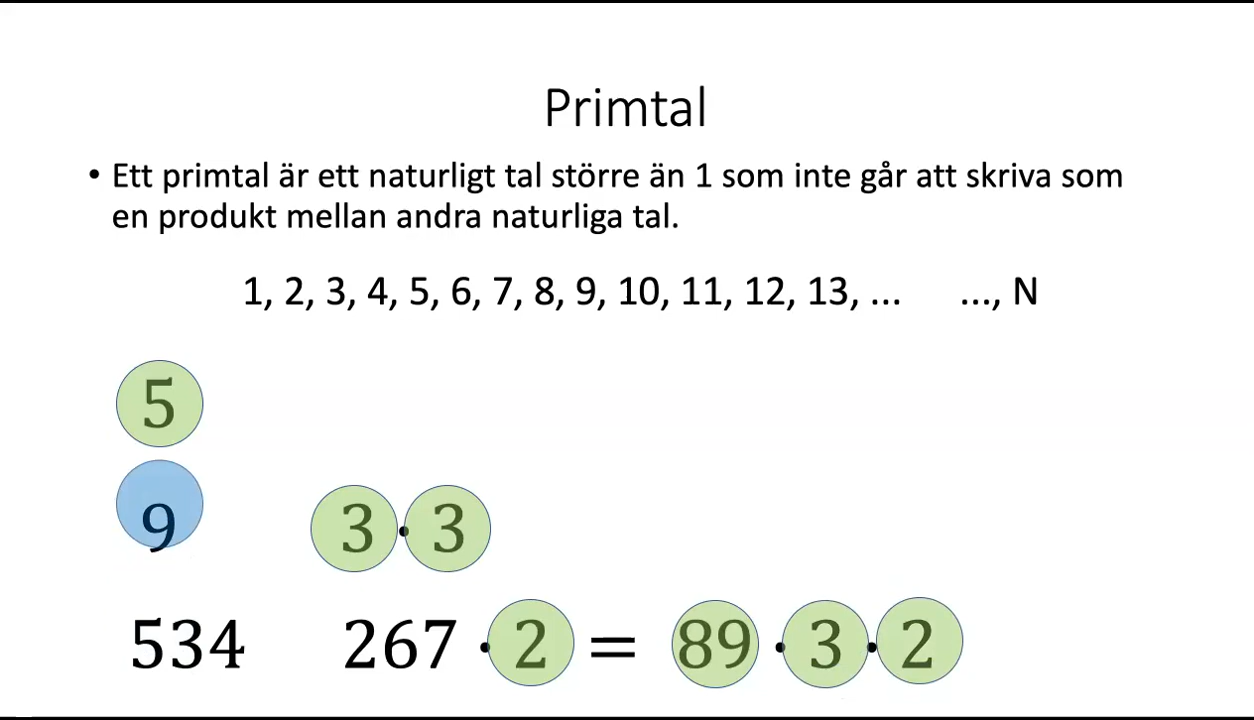 Primtal
• Ett primtal är ett naturligt tal större än 1 som inte går att skriva som
en produkt mellan andra naturliga tal.
1, 2, 3, 4, 5, 6, 7, 8, 9, 10, 11, 12, 13, ... ..., N
5
9 3·3
534 267·2 = 89·3·2